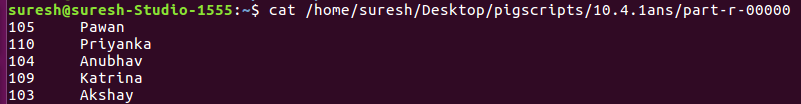 suresh@suresh-Studio-1555:~$ cat /home/suresh/Desktop/pigscripts/10.4.1ans/part-r-00000
105 Pawan
110 Priyanka
104 Anubhav
109 Katrina
103 Akshay